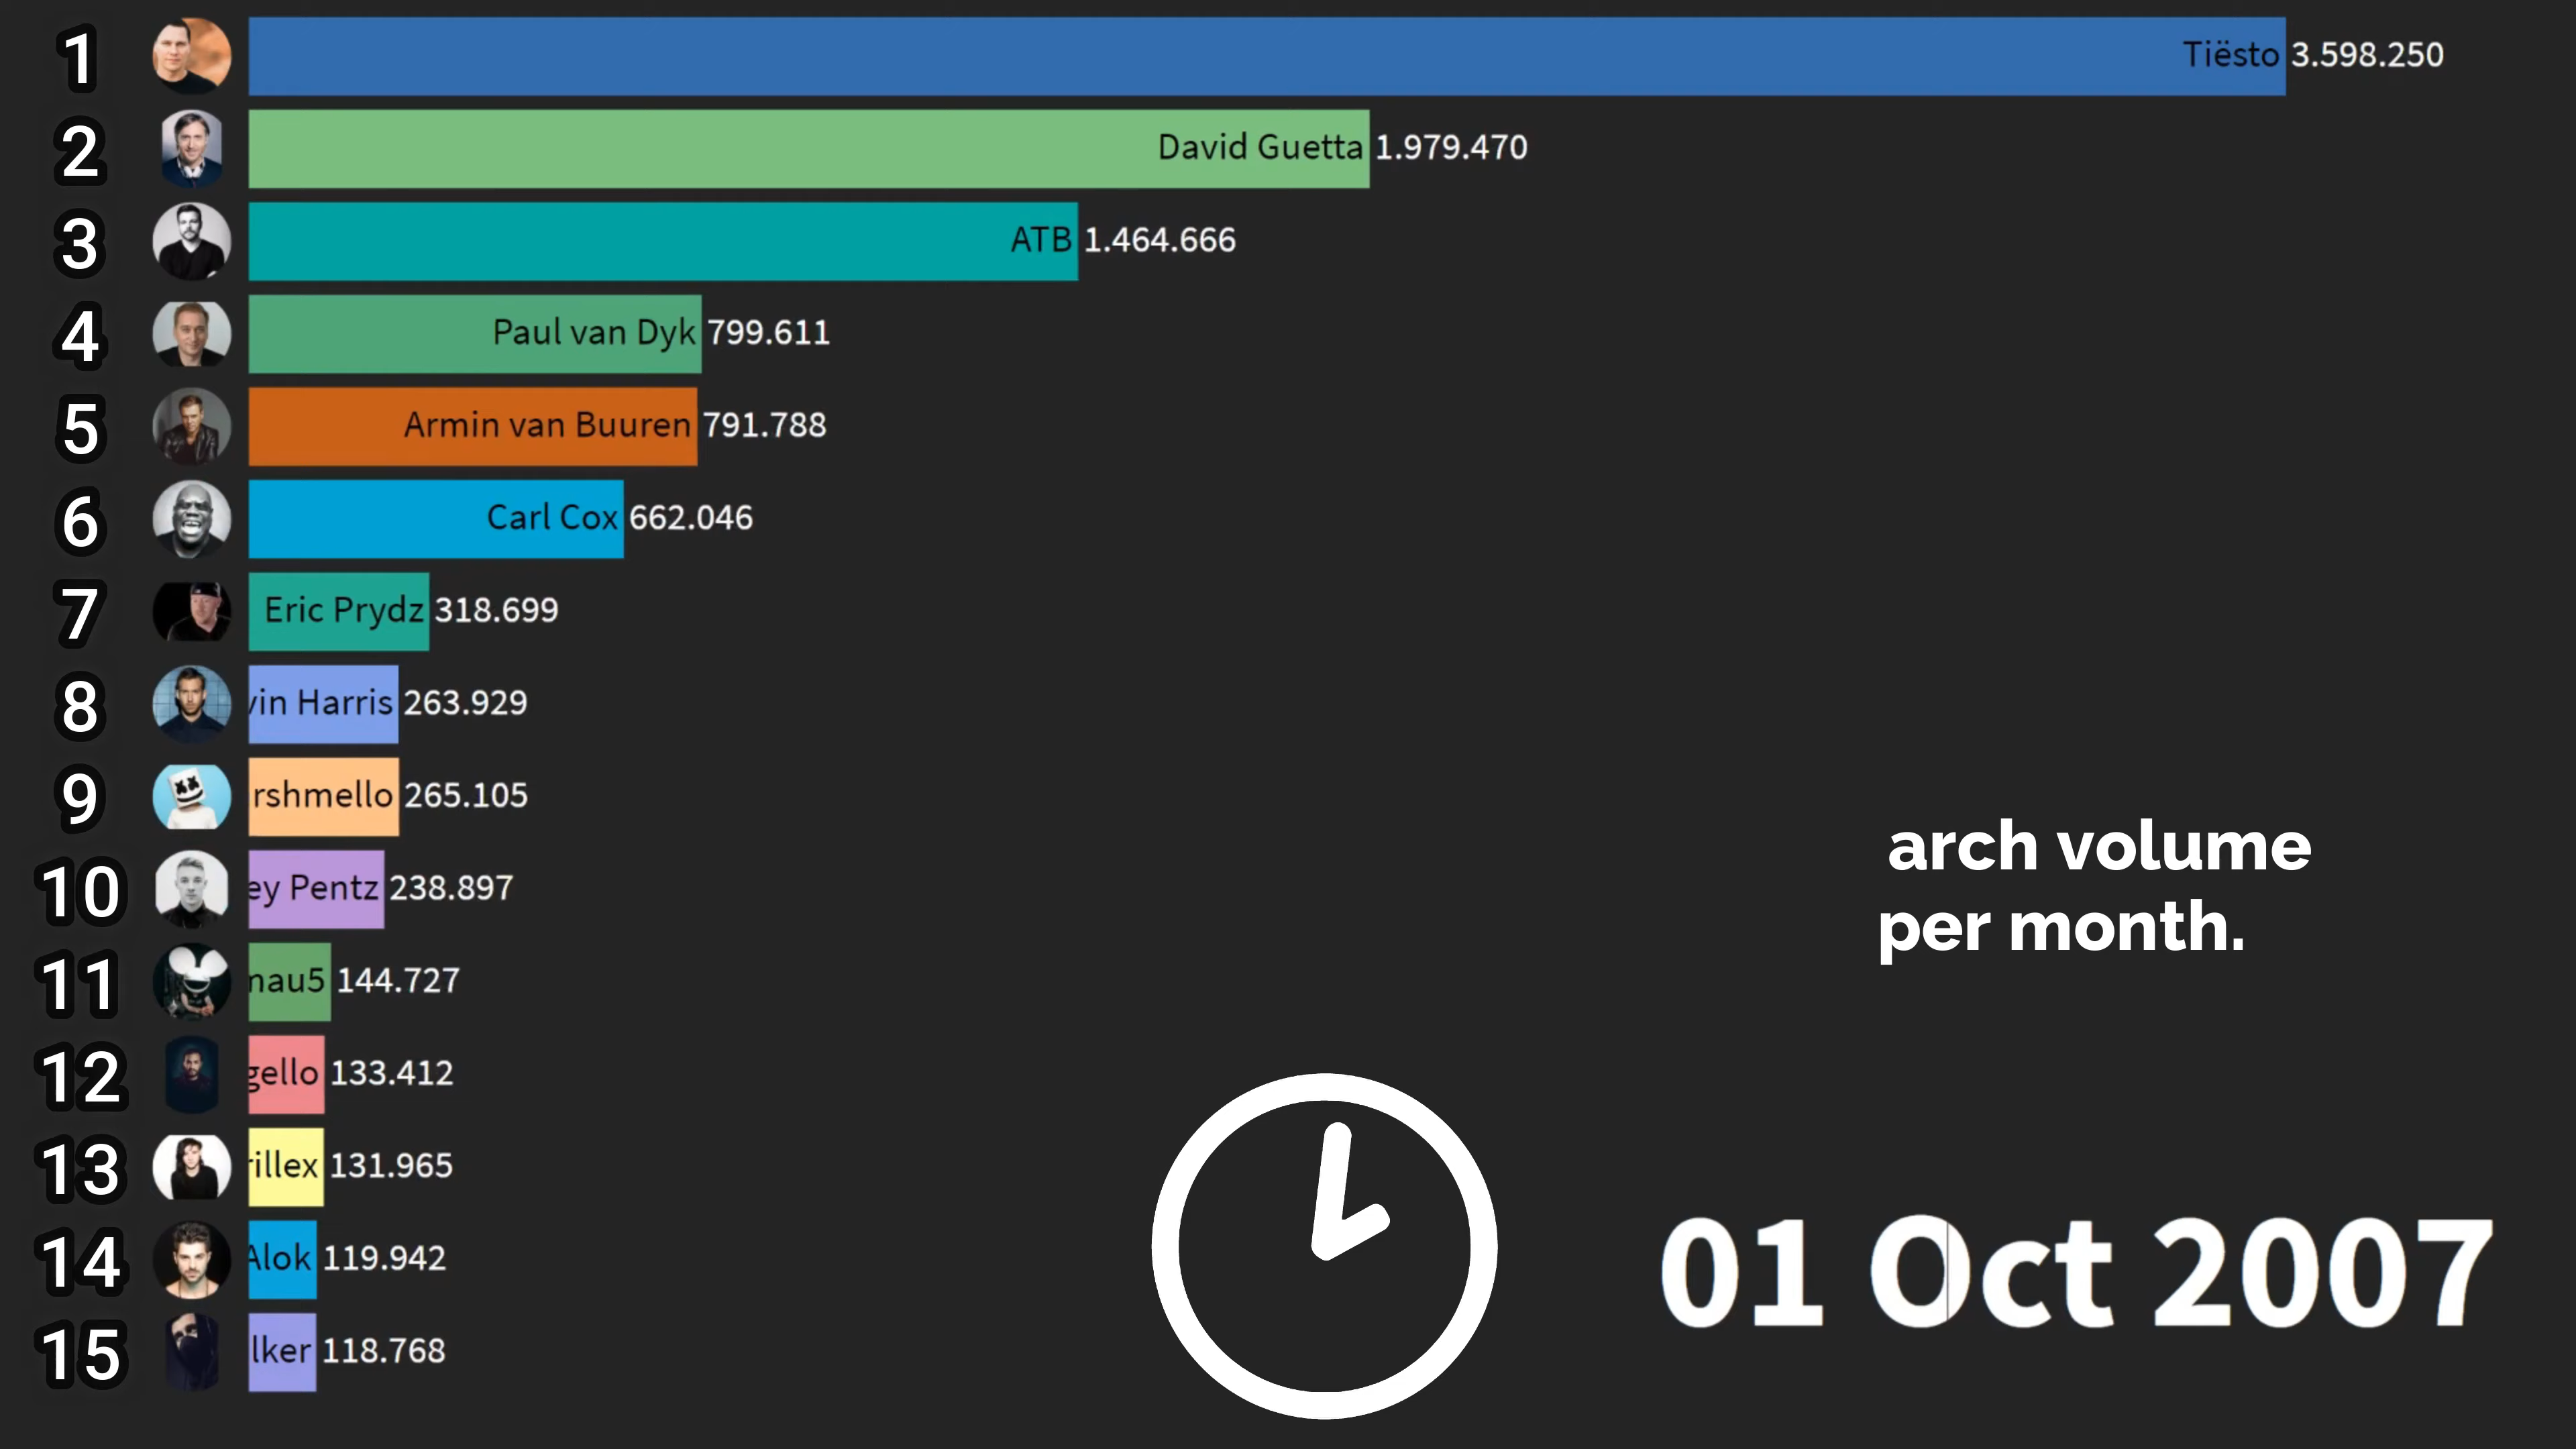 1 Tiësto 3.598.250
2 David Guetta 1.979.470
3 ATB 1.464.666
4 Paul van Dyk 799.611
5 Armin van Buuren 791.788
6 Carl Cox 662.046
7 Eric Prydz 318.699
8 vin Harris 263.929
9 rshmello 265.105
10 ey Pentz 238.897
11 mau5 144.727
12 gello 133.412
13 rillex 131.965
14 Alok 119.942
15 lker 118.768
arch volume
per month.
01 Oct 2007